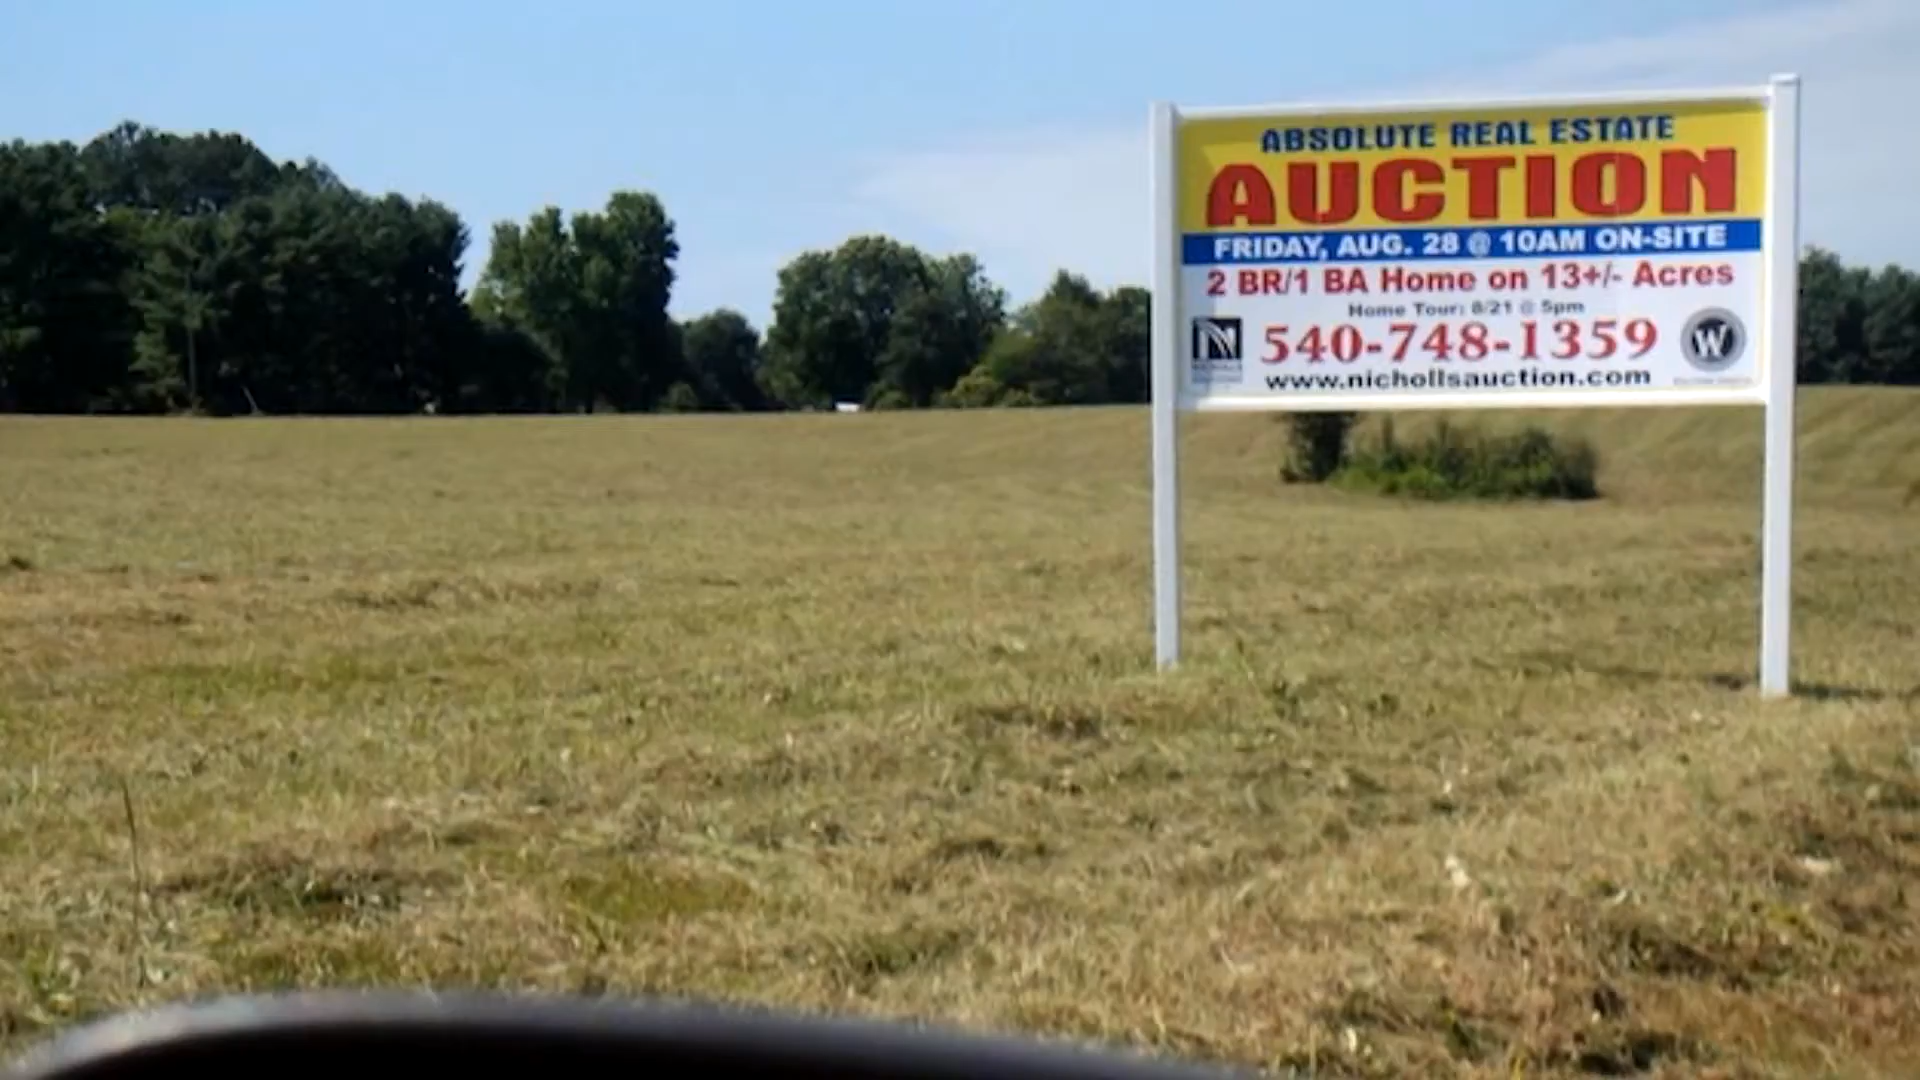 ABSOLUTE REAL ESTATE
AUCTION
FRIDAY, AUG. 28 @ 10AM ON-SITE
2 BR/1 BA Home on 13+/- Acres
Home Tour: 8/21 @ 5pm
N
540-748-1359
W
www.nichollsauction.com